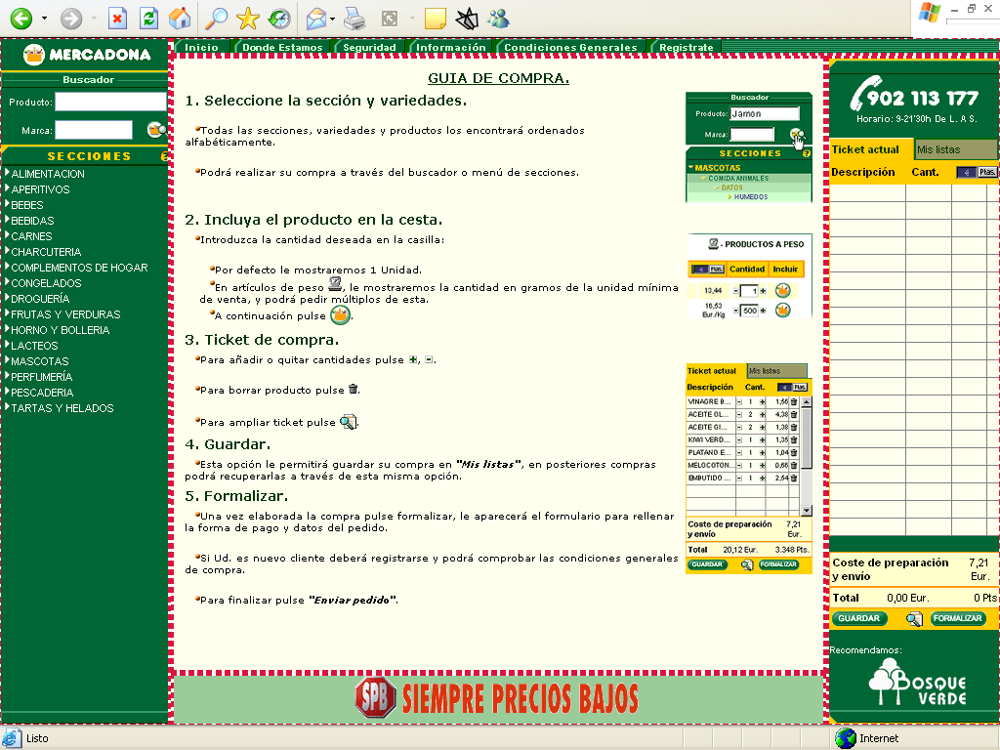 MERCADONA
Inicio
Donde Estamos
Seguridad
Información
Condiciones Generales
Registrate
Buscador
Producto:
Marca:
SECCIONES ?
ALIMENTACION
APERITIVOS
BEBES
BEBIDAS
CARNES
CHARCUTERIA
COMPLEMENTOS DE HOGAR
CONGELADOS
DROGUERÍA
FRUTAS Y VERDURAS
HORNO Y BOLLERIA
LACTEOS
MASCOTAS
PERFUMERÍA
PESCADERIA
TARTAS Y HELADOS
GUIA DE COMPRA.
1. Seleccione la sección y variedades.
Todas las secciones, variedades y productos los encontrará ordenados
alfabéticamente.
Podrá realizar su compra a través del buscador o menú de secciones.
2. Incluya el producto en la cesta.
Introduzca la cantidad deseada en la casilla:
Por defecto le mostraremos 1 Unidad.
En artículos de peso , le mostraremos la cantidad en gramos de la unidad mínima
de venta, y podrá pedir múltiplos de esta.
A continuación pulse .
3. Ticket de compra.
Para añadir o quitar cantidades pulse +, -.
Para borrar producto pulse .
Para ampliar ticket pulse .
4. Guardar.
Esta opción le permitirá guardar su compra en "Mis listas", en posteriores compras
podrá recuperarlas a través de esta misma opción.
5. Formalizar.
Una vez elaborada la compra pulse formalizar, le aparecerá el formulario para rellenar
la forma de pago y datos del pedido.
Si Ud. es nuevo cliente deberá registrarse y podrá comprobar las condiciones generales
de compra.
Para finalizar pulse "Enviar pedido".
Buscador
Producto: Jamon
Marca:
SECCIONES ?
MASCOTAS
COMIDA ANIMALES
GATOS
HUMEDOS
- PRODUCTOS A PESO
€ Ptas. Cantidad Incluir
13,44 - 1 +
16,53 - 500 +
Eur./Kg
Ticket actual Mis listas
Descripción Cant. € Ptas.
VINAGRE B... - 1 + 1,56
ACEITE OL... - 2 + 4,38
ACEITE GI... - 2 + 1,38
KIWI VERD... - 1 + 1,35
PLATANO E... - 1 + 1,04
MELOCOTON... - 1 + 0,66
EMBUTIDO ... - 1 + 2,54
Coste de preparación 7,21
y envío Eur.
Total 20,12 Eur. 3.348 Pts.
GUARDAR FORMALIZAR
SPB SIEMPRE PRECIOS BAJOS
902 113 177
Horario: 9-21'30h De L. A S.
Ticket actual Mis listas
Descripción Cant. € Ptas.
Coste de preparación 7,21
y envío Eur.
Total 0,00 Eur. 0 Pts
GUARDAR FORMALIZAR
Recomendamos:
BOSQUE
VERDE
Listo
Internet